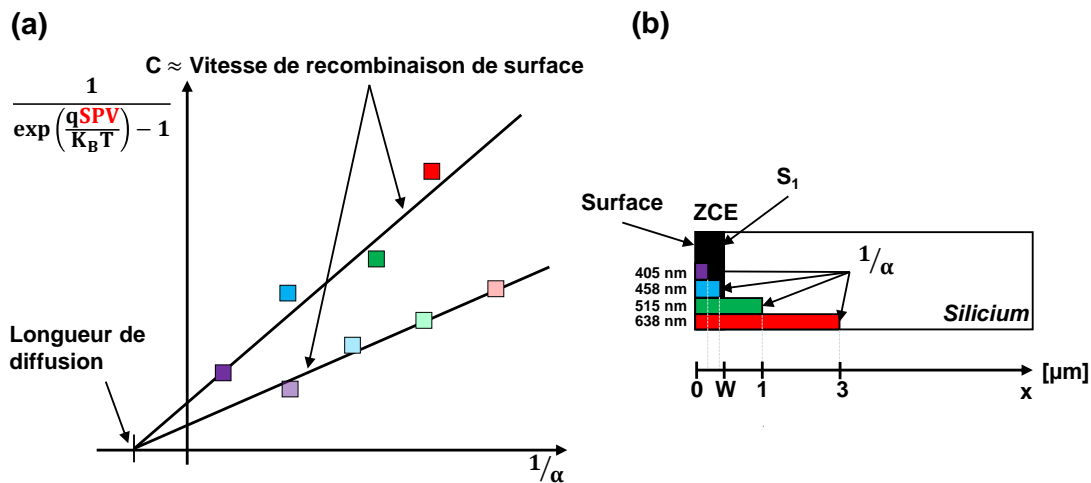 (a)
C ≈ Vitesse de recombinaison de surface
1
exp (qSPV/K_BT) − 1
Longueur de
diffusion
1/α
(b)
S₁
Surface
ZCE
1/α
405 nm
458 nm
515 nm
638 nm
Silicium
0 W 1 3 [µm]
x